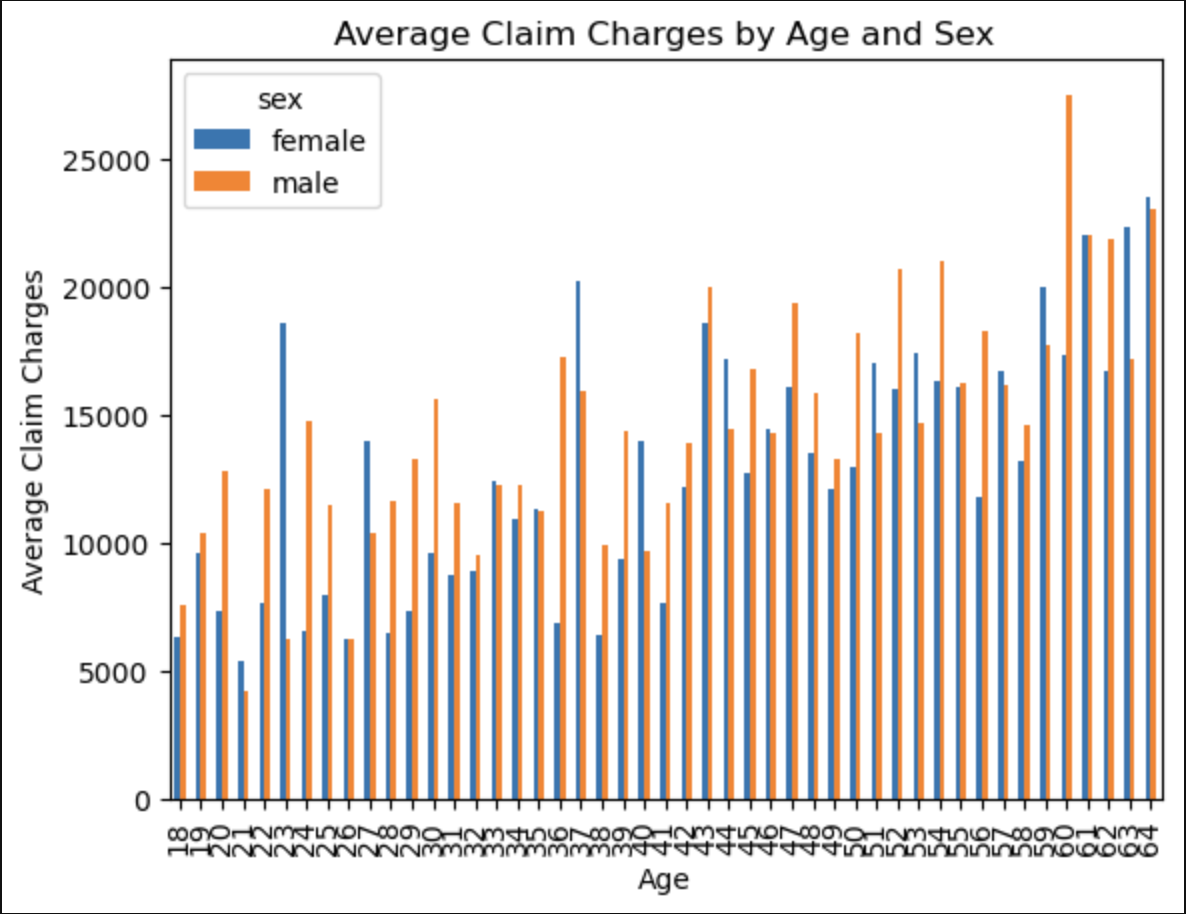 Average Claim Charges by Age and Sex
sex
female
male
25000
20000
15000
10000
5000
0
Average Claim Charges
18 19 20 21 22 23 24 25 26 27 28 29 30 31 32 33 34 35 36 37 38 39 40 41 42 43 44 45 46 47 48 49 50 51 52 53 54 55 56 57 58 59 60 61 62 63 64
Age